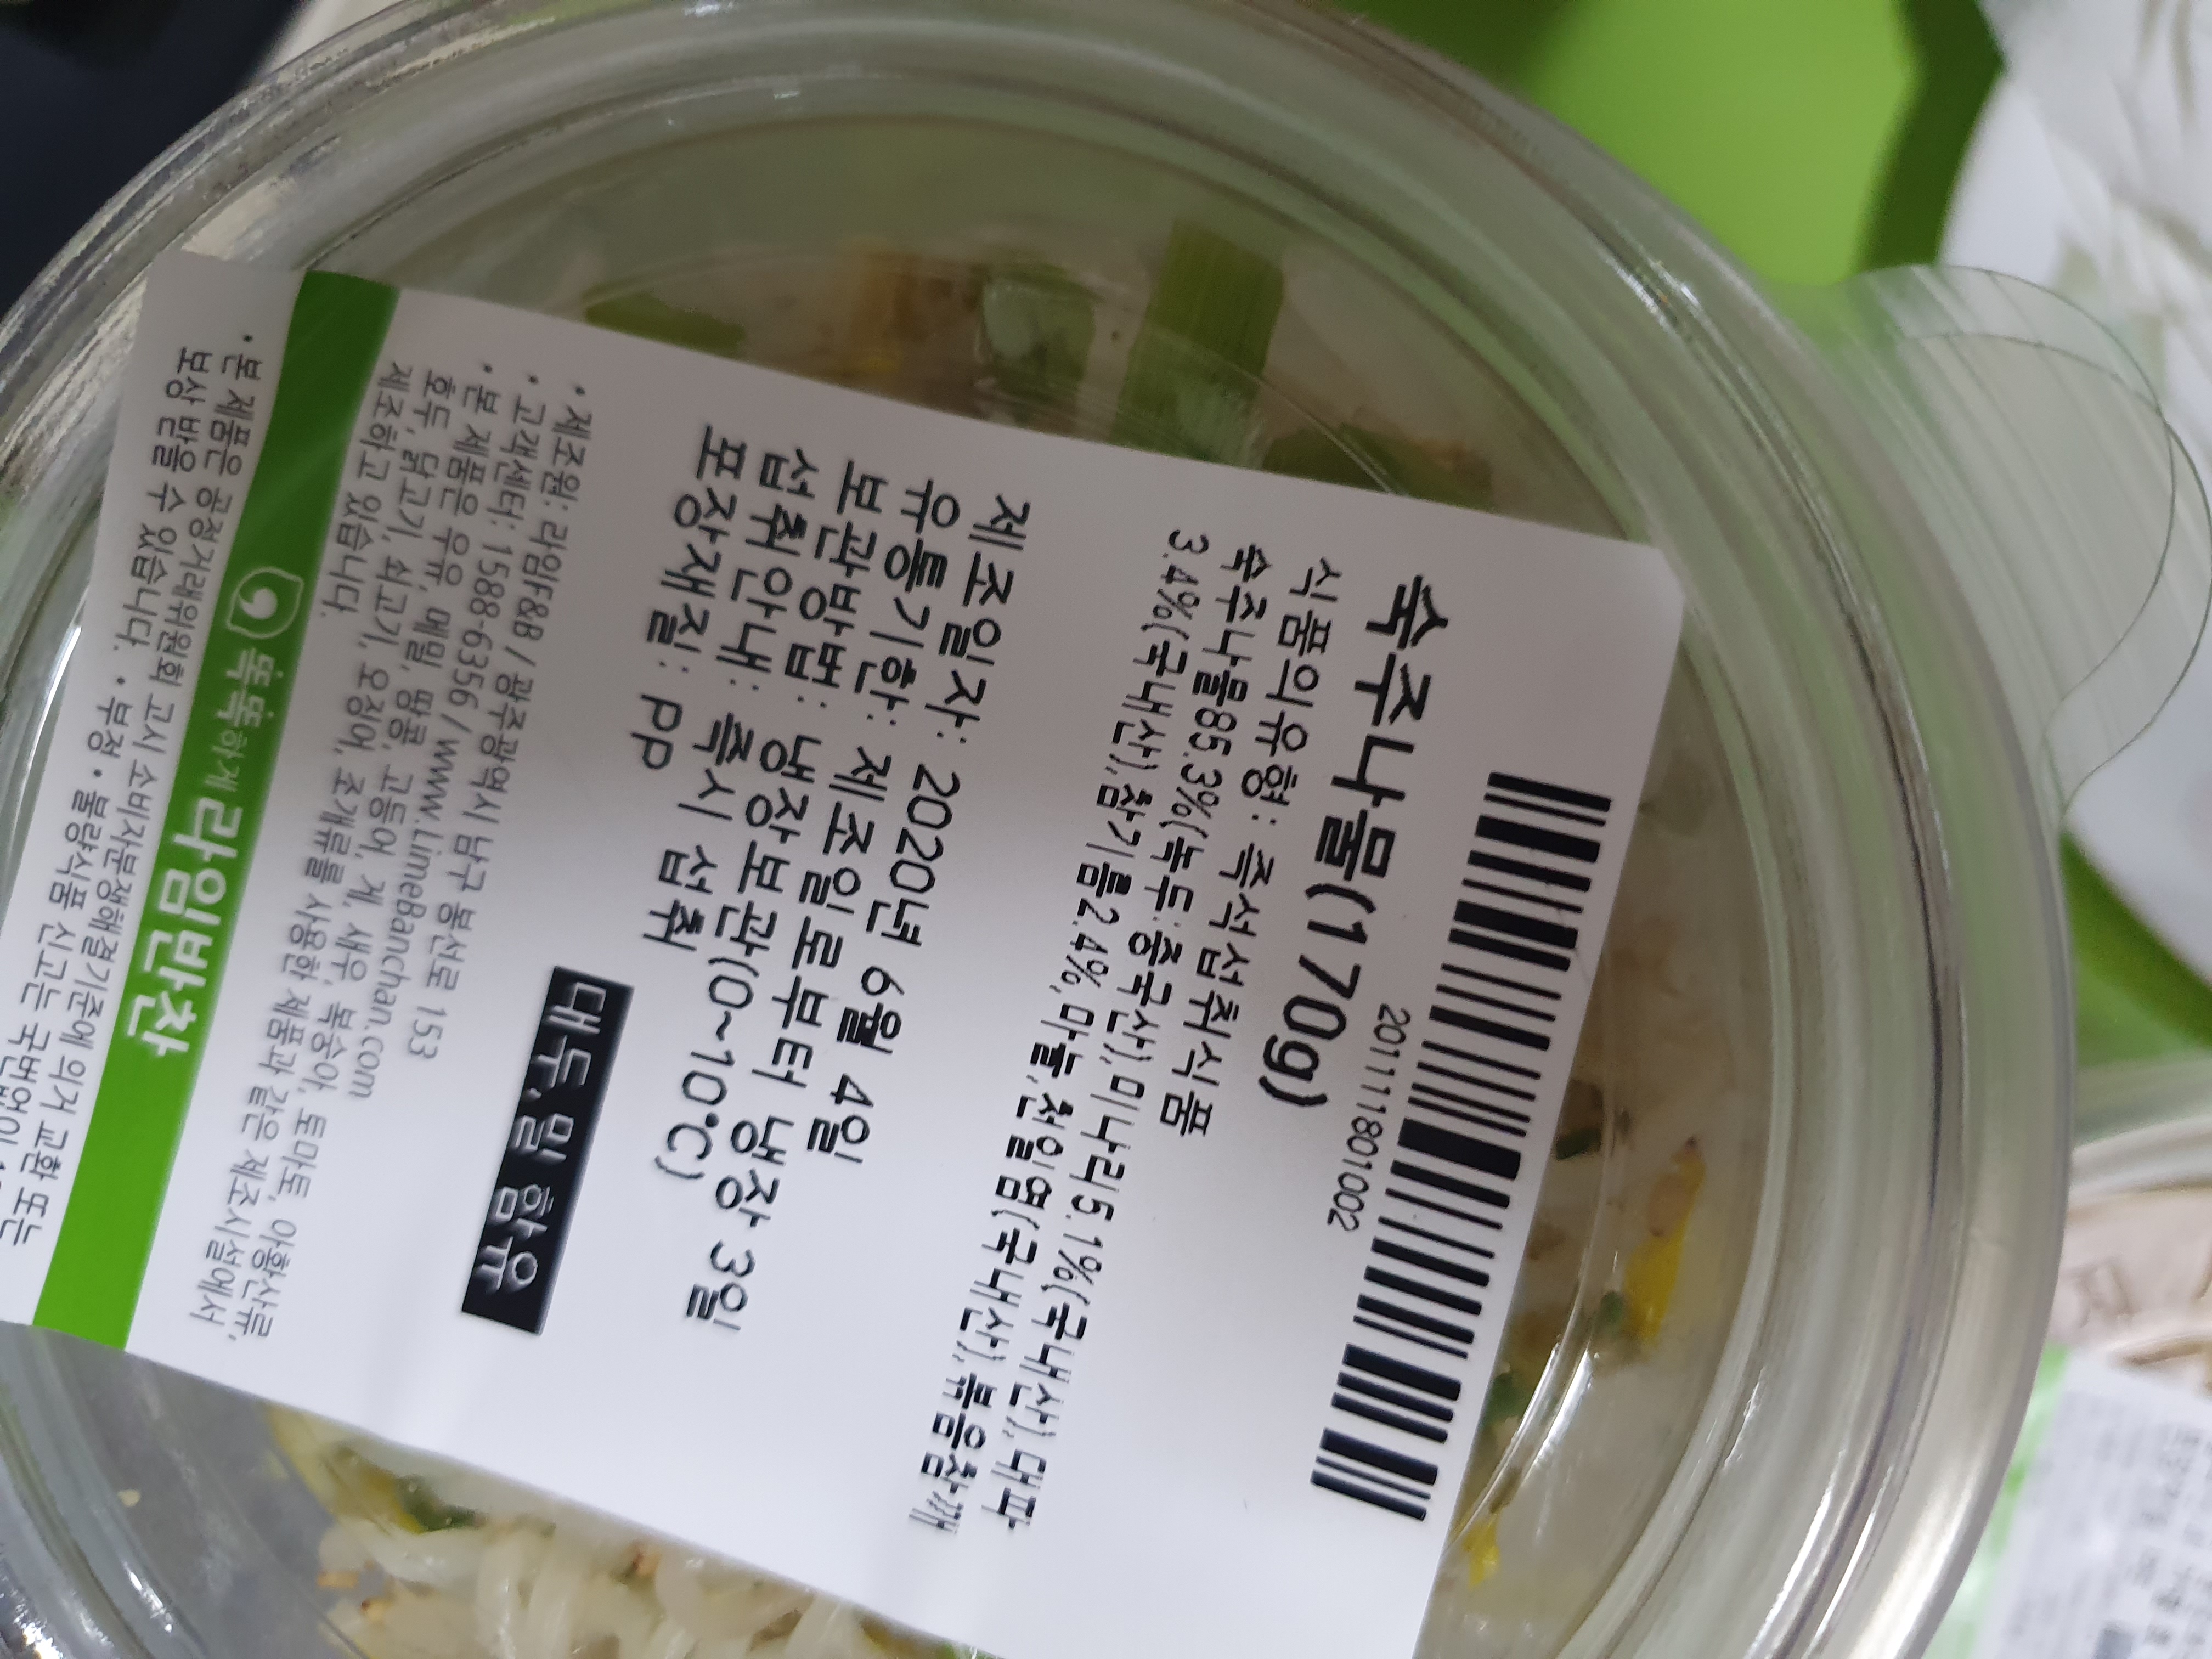 2011118010​02
숙주나물(170g)
식품의유형: 즉석섭취식품
숙주나물85.3%(녹두:중국산),미나리5.1%(국내산),대파
3.4%(국내산),참기름2.4%,마늘,천일염(국내산),볶음참깨
제조일자: 2020년 6월 4일
유통기한: 제조일로부터 냉장 3일
보관방법: 냉장보관(0~10℃)
섭취안내: 즉시 섭취
포장재질: PP
대두,밀 함유
• 제조원: 라임F&B / 광주광역시 남구 봉선로 153
• 고객센터: 1588-6356 / www.LimeBanchan.com
• 본 제품은 우유, 메밀, 땅콩, 고등어, 게, 새우, 복숭아, 토마토, 아황산류,
호두, 닭고기, 쇠고기, 오징어, 조개류를 사용한 제품과 같은 제조시설에서
제조하고 있습니다.
똑똑하게 라임반찬
• 본 제품은 공정거래위원회 고시 소비자분쟁해결기준에 의거 교환 또는
보상 받을 수 있습니다. • 부정 • 불량식품 신고는 국번없이